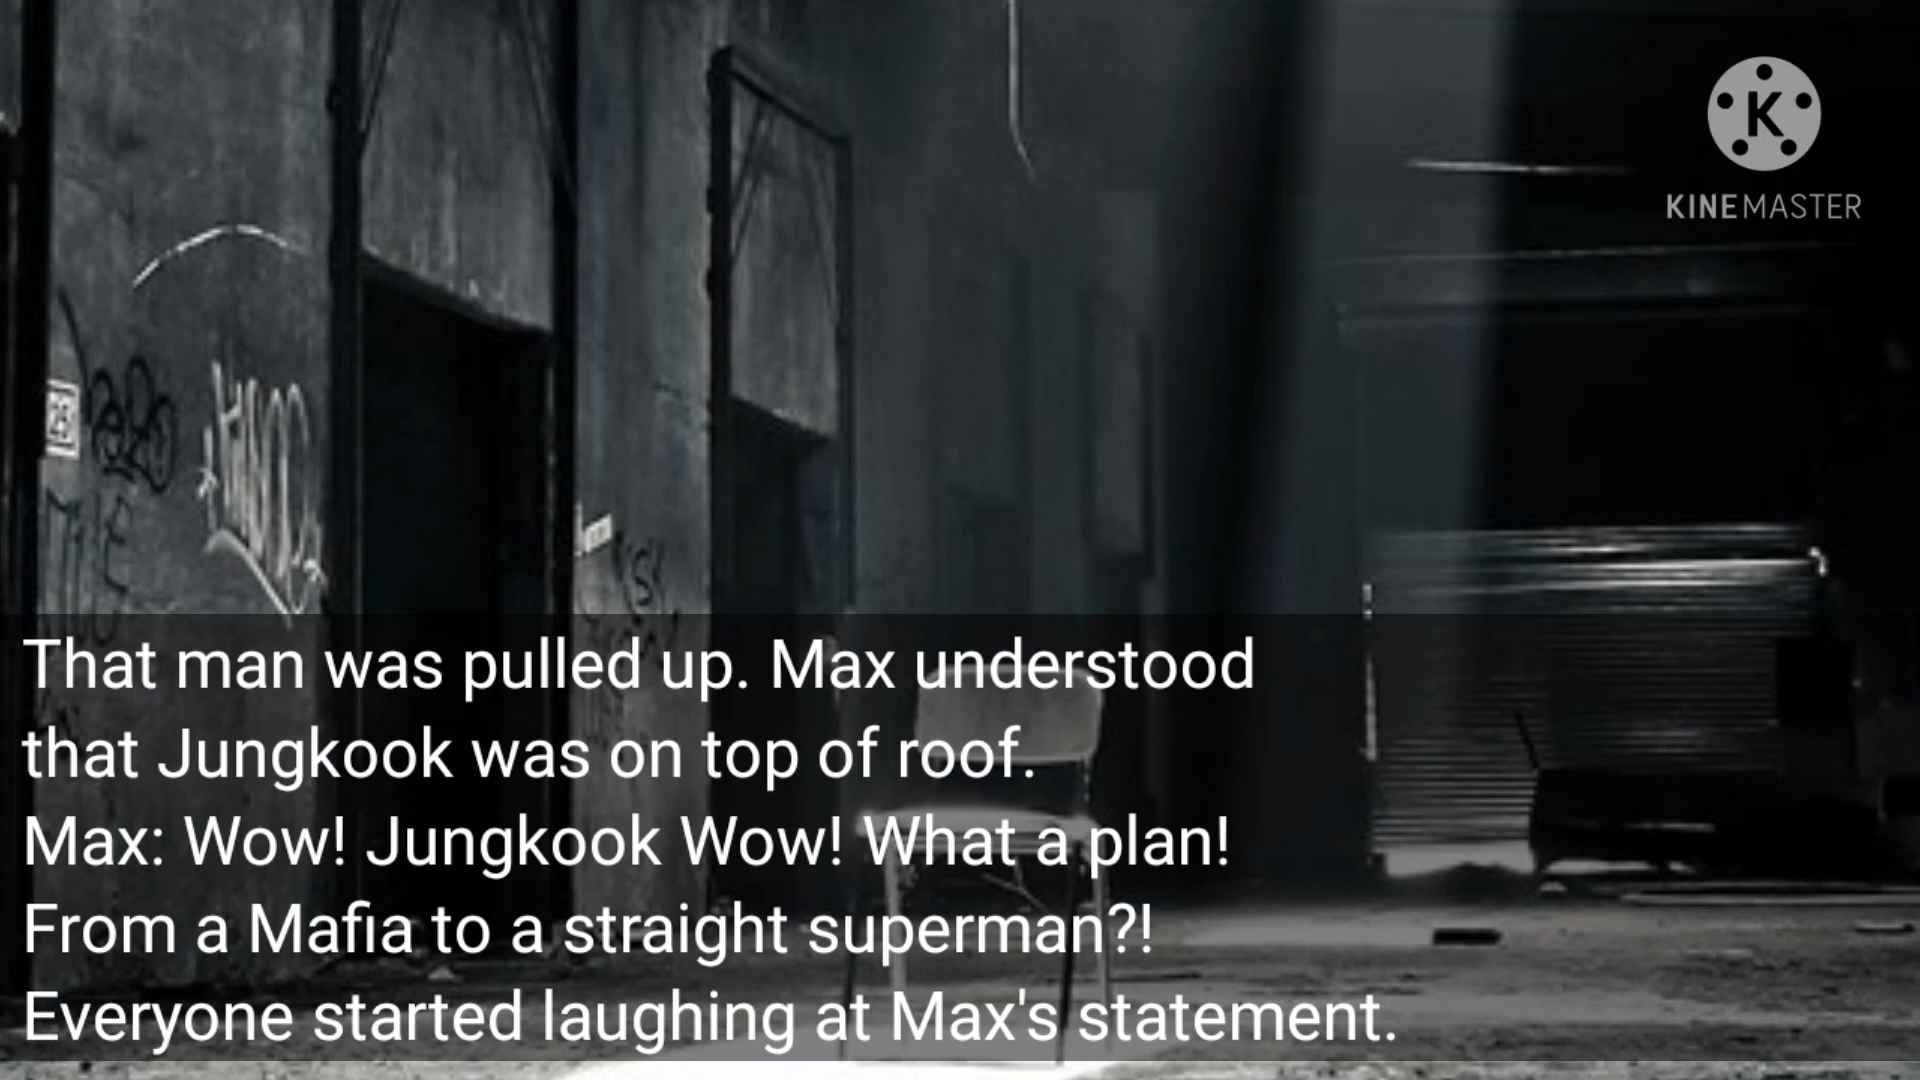 KINEMASTER
25
That man was pulled up. Max understood
that Jungkook was on top of roof.
Max: Wow! Jungkook Wow! What a plan!
From a Mafia to a straight superman?!
Everyone started laughing at Max's statement.